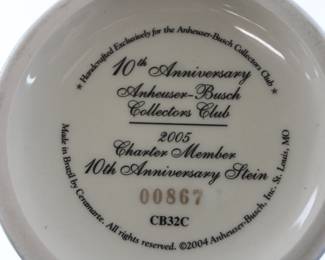 ★ Handcrafted Exclusively for the Anheuser-Busch Collectors Club ★
10th Anniversary
Anheuser-Busch
Collectors Club
2005
Charter Member
10th Anniversary Stein
00867
CB32C
Made in Brazil by Ceramarte. All rights reserved. ©2004 Anheuser-Busch, Inc. St. Louis, MO